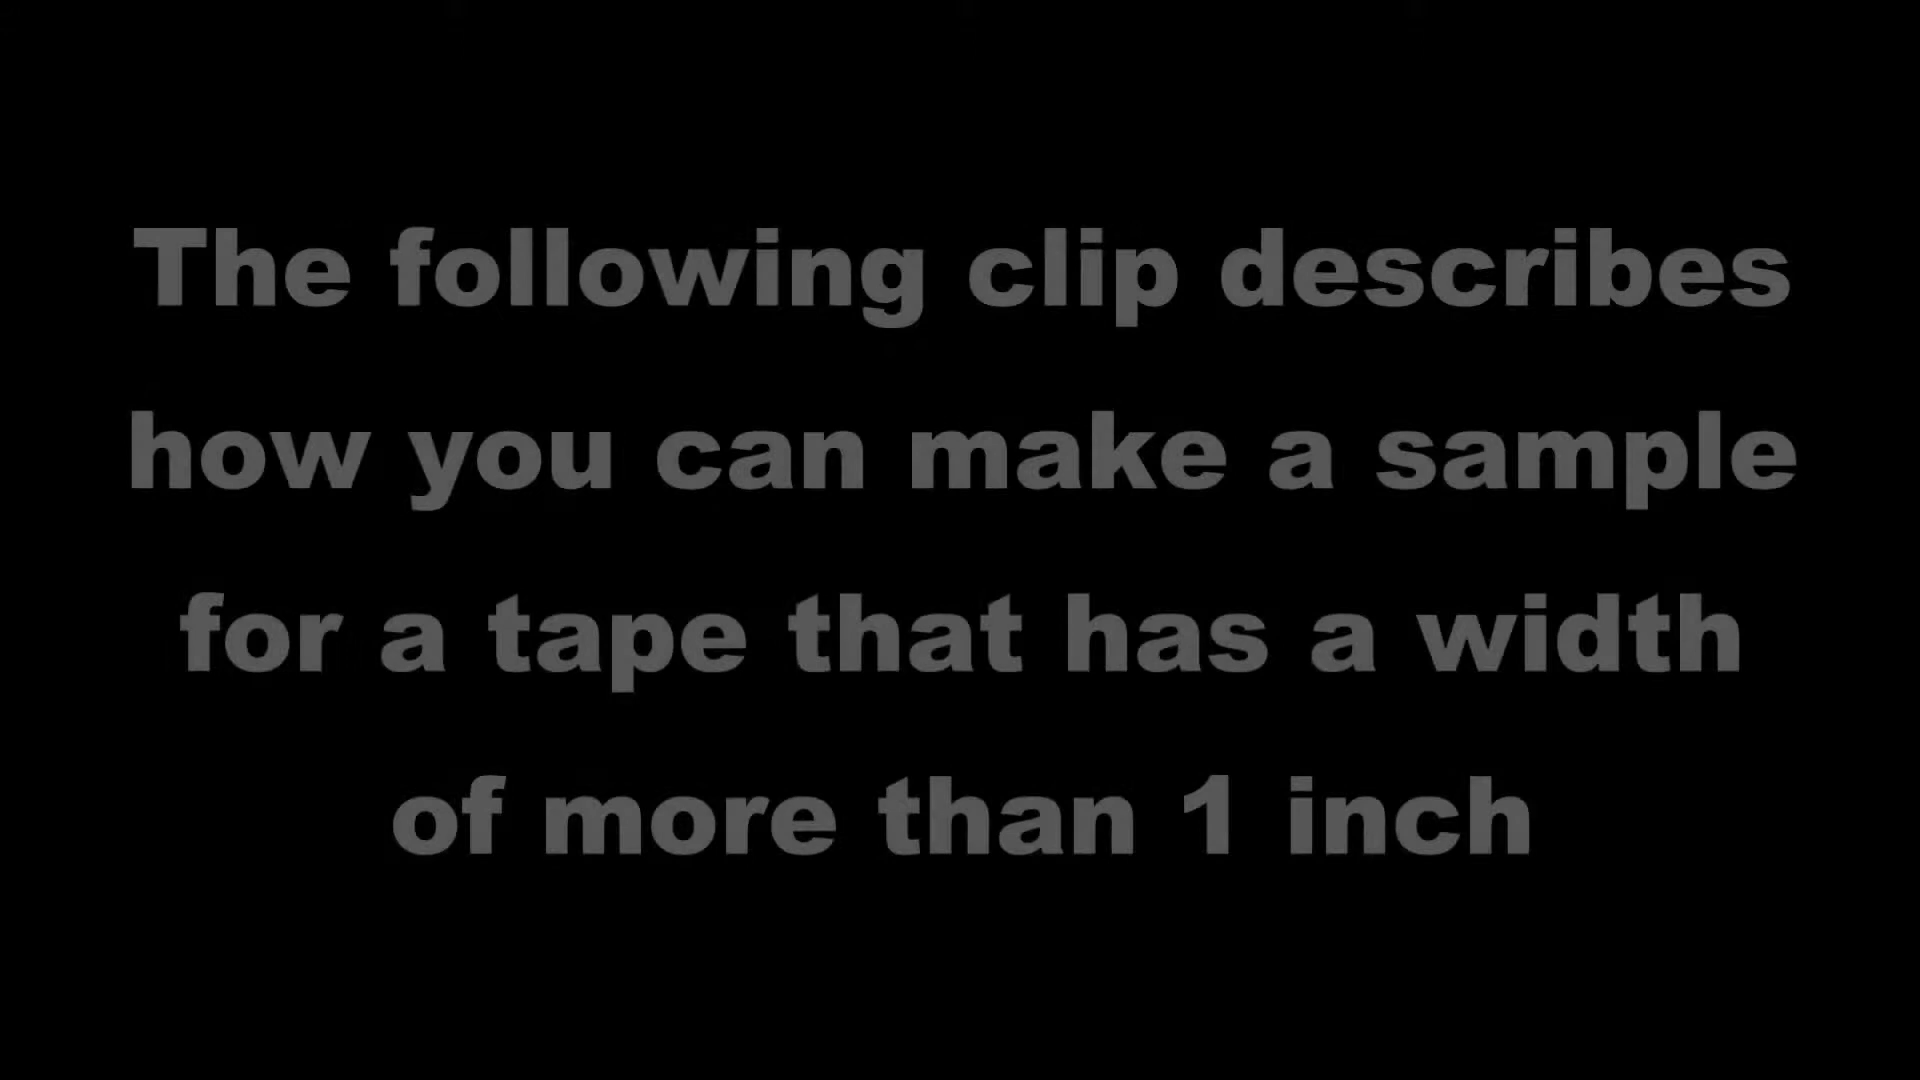 The following clip describes
how you can make a sample
for a tape that has a width
of more than 1 inch